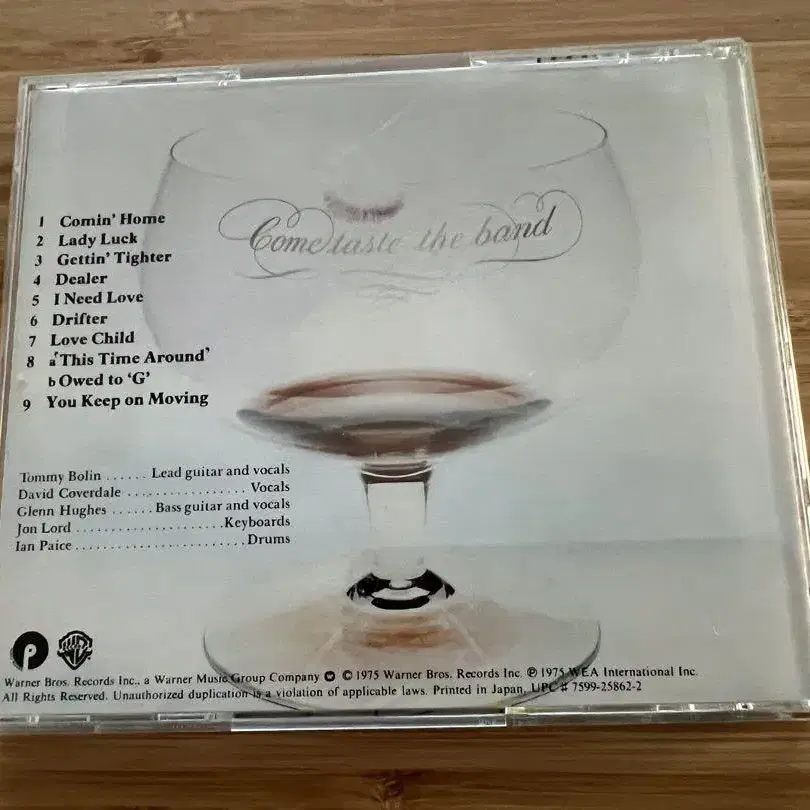 Come taste the band
1 Comin' Home
2 Lady Luck
3 Gettin' Tighter
4 Dealer
5 I Need Love
6 Drifter
7 Love Child
8 a 'This Time Around'
b Owed to 'G'
9 You Keep on Moving
Tommy Bolin ...... Lead guitar and vocals
David Coverdale ................ Vocals
Glenn Hughes ...... Bass guitar and vocals
Jon Lord ..................... Keyboards
Ian Paice ........................ Drums
P WB
Warner Bros. Records Inc., a Warner Music Group Company © 1975 Warner Bros. Records Inc. ℗ 1975 WEA International Inc.
All Rights Reserved. Unauthorized duplication is a violation of applicable laws. Printed in Japan, UPC# 7599-25862-2